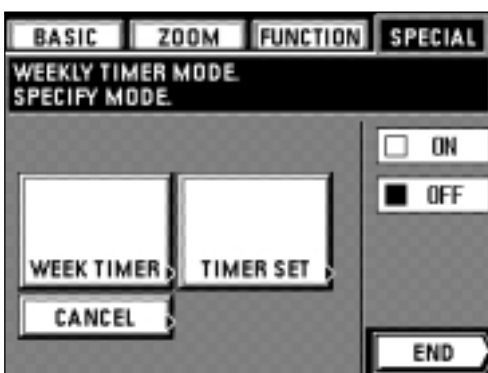 BASIC ZOOM FUNCTION SPECIAL
WEEKLY TIMER MODE.
SPECIFY MODE.
ON
OFF
WEEK TIMER TIMER SET
CANCEL
END